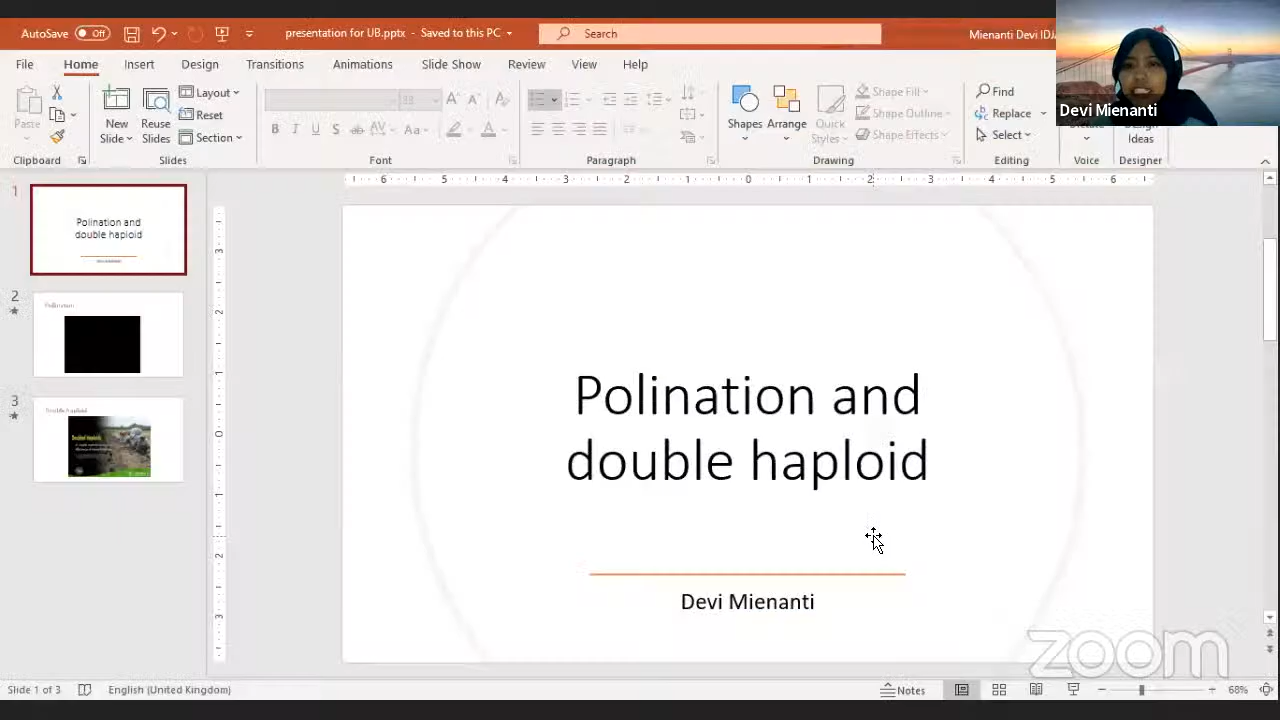 AutoSave Off presentation for UB.pptx - Saved to this PC Search Mienanti Devi
File Home Insert Design Transitions Animations Slide Show Review View Help
Devi Mienanti
Paste
New Slide
Reuse Slides
Layout
Reset
Section
Shapes
Arrange
Quick Styles
Shape Fill
Shape Outline
Shape Effects
Find
Replace
Select
Ideas
Clipboard Slides Font Paragraph Drawing Editing Voice Designer
1
Polination and
double haploid
2
3
Polination and
double haploid
Devi Mienanti
zoom
Slide 1 of 3 English (United Kingdom) Notes 68%